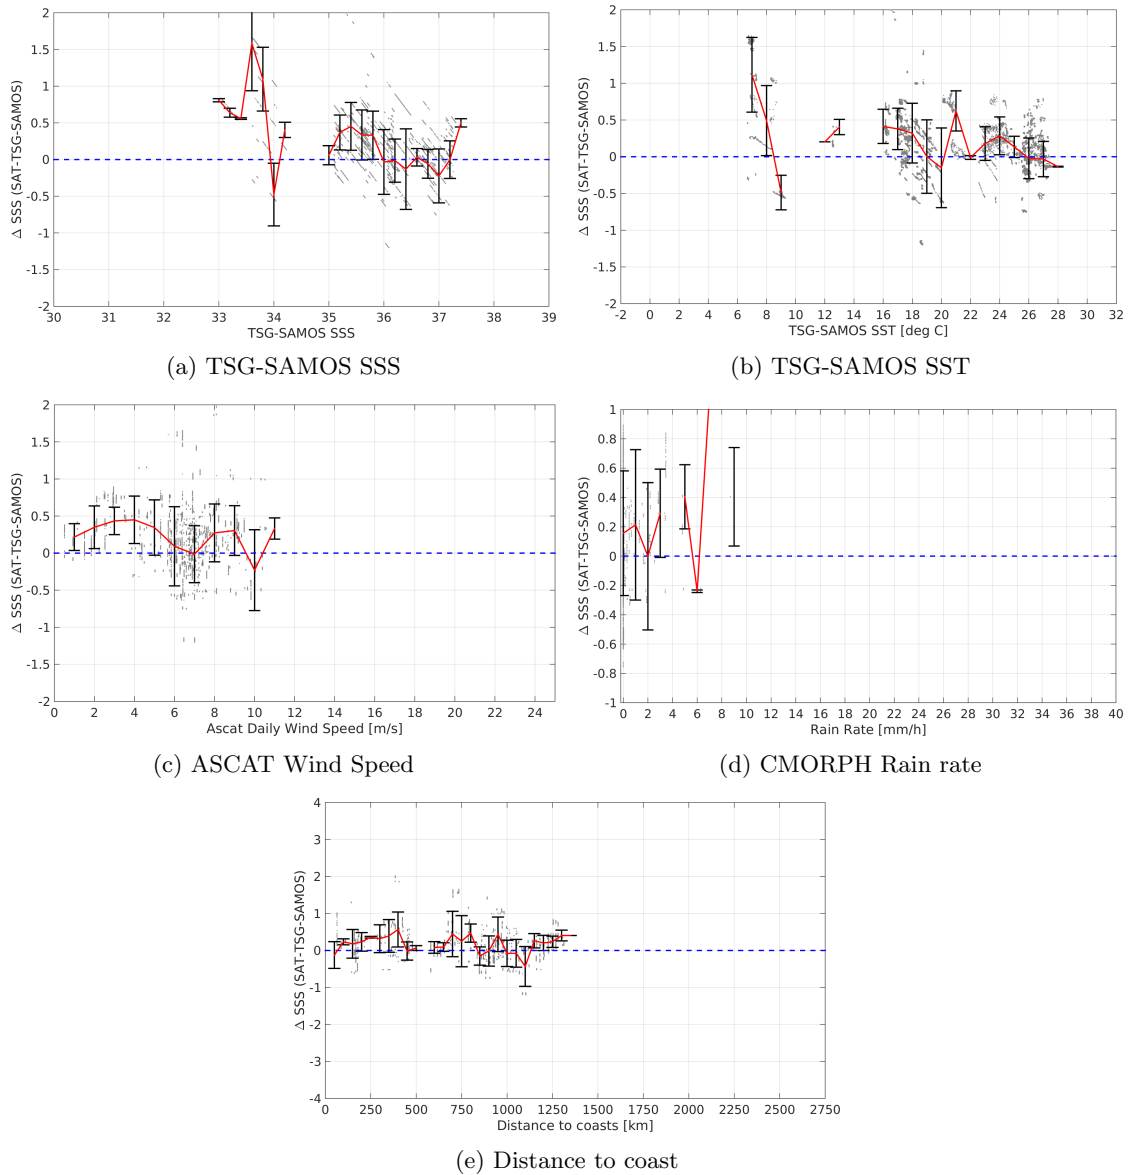 2
1.5
1
0.5
0
-0.5
-1
-1.5
-2
Δ SSS (SAT-TSG-SAMOS)
30 31 32 33 34 35 36 37 38 39
TSG-SAMOS SSS
(a) TSG-SAMOS SSS
2
1.5
1
0.5
0
-0.5
-1
-1.5
-2
Δ SSS (SAT-TSG-SAMOS)
-2 0 2 4 6 8 10 12 14 16 18 20 22 24 26 28 30 32
TSG-SAMOS SST [deg C]
(b) TSG-SAMOS SST
2
1.5
1
0.5
0
-0.5
-1
-1.5
-2
Δ SSS (SAT-TSG-SAMOS)
0 2 4 6 8 10 12 14 16 18 20 22 24
Ascat Daily Wind Speed [m/s]
(c) ASCAT Wind Speed
1
0.8
0.6
0.4
0.2
0
-0.2
-0.4
-0.6
-0.8
-1
Δ SSS (SAT-TSG-SAMOS)
0 2 4 6 8 10 12 14 16 18 20 22 24 26 28 30 32 34 36 38 40
Rain Rate [mm/h]
(d) CMORPH Rain rate
4
3
2
1
0
-1
-2
-3
-4
Δ SSS (SAT-TSG-SAMOS)
0 250 500 750 1000 1250 1500 1750 2000 2250 2500 2750
Distance to coasts [km]
(e) Distance to coast